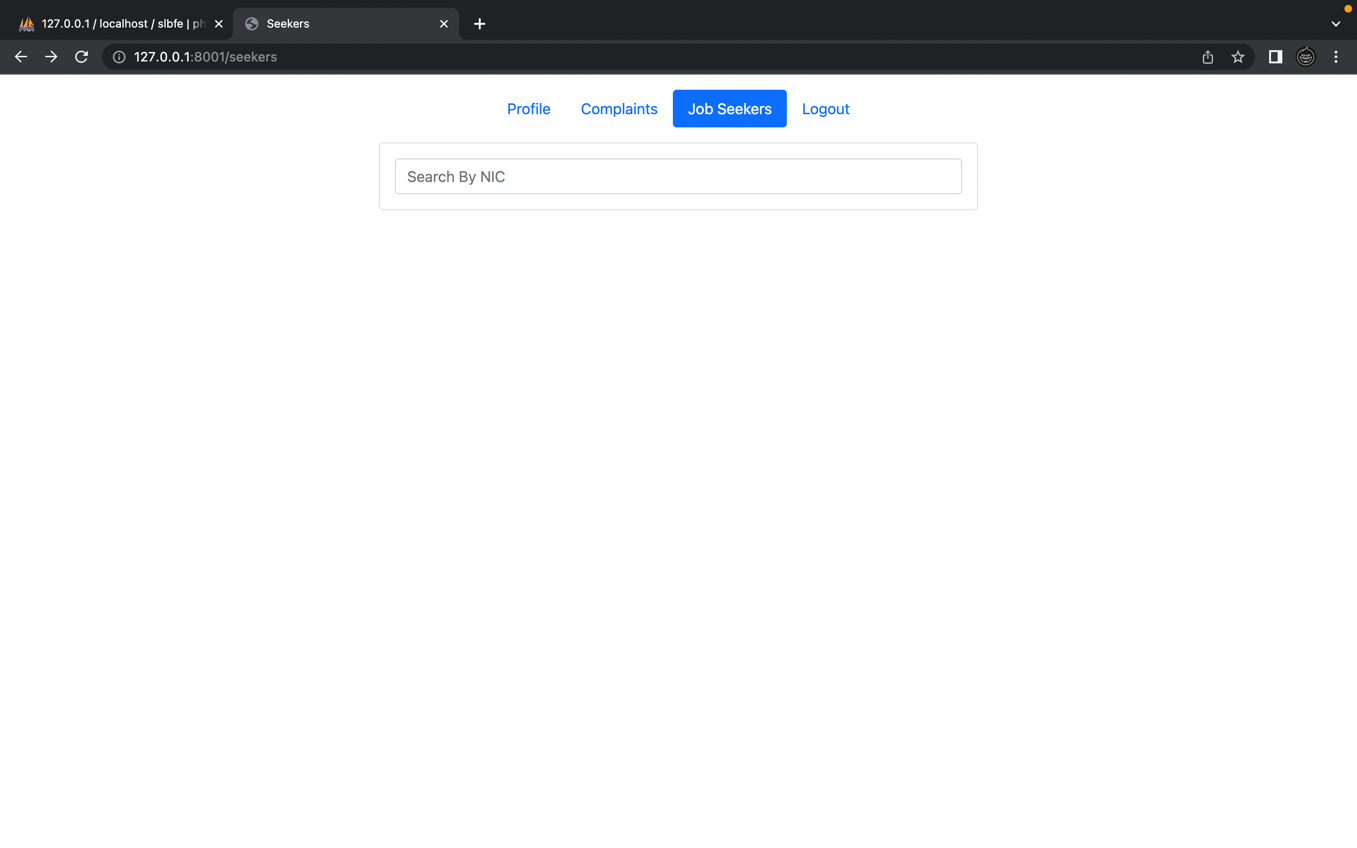 127.0.0.1 / localhost / slbfe | ph
Seekers
127.0.0.1:8001/seekers
Profile
Complaints
Job Seekers
Logout
Search By NIC